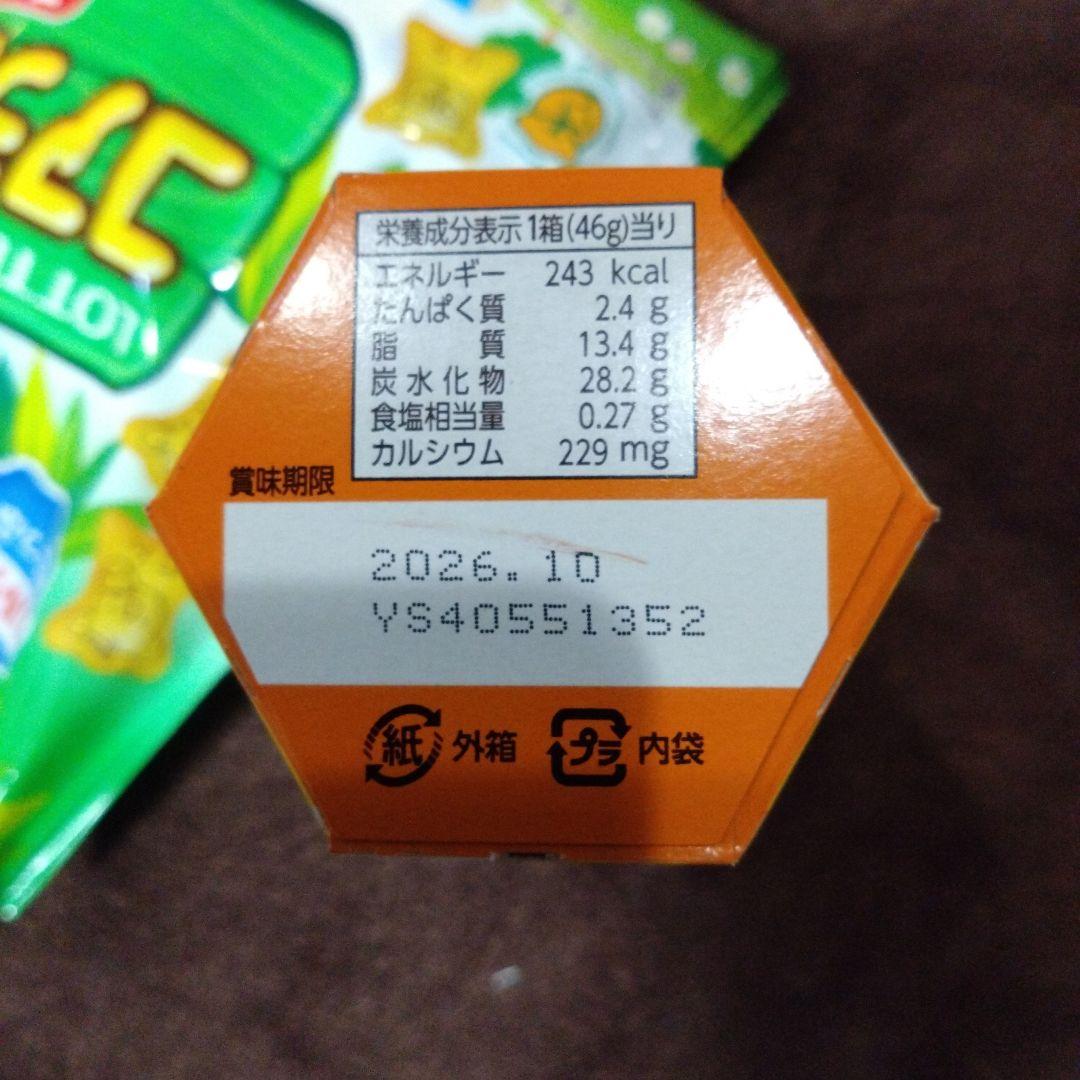 栄養成分表示1箱(46g)当り
エネルギー 243 kcal
たんぱく質 2.4 g
脂質 13.4 g
炭水化物 28.2 g
食塩相当量 0.27 g
カルシウム 229 mg
賞味期限
2026.10
YS40551352
紙 外箱 プラ 内袋